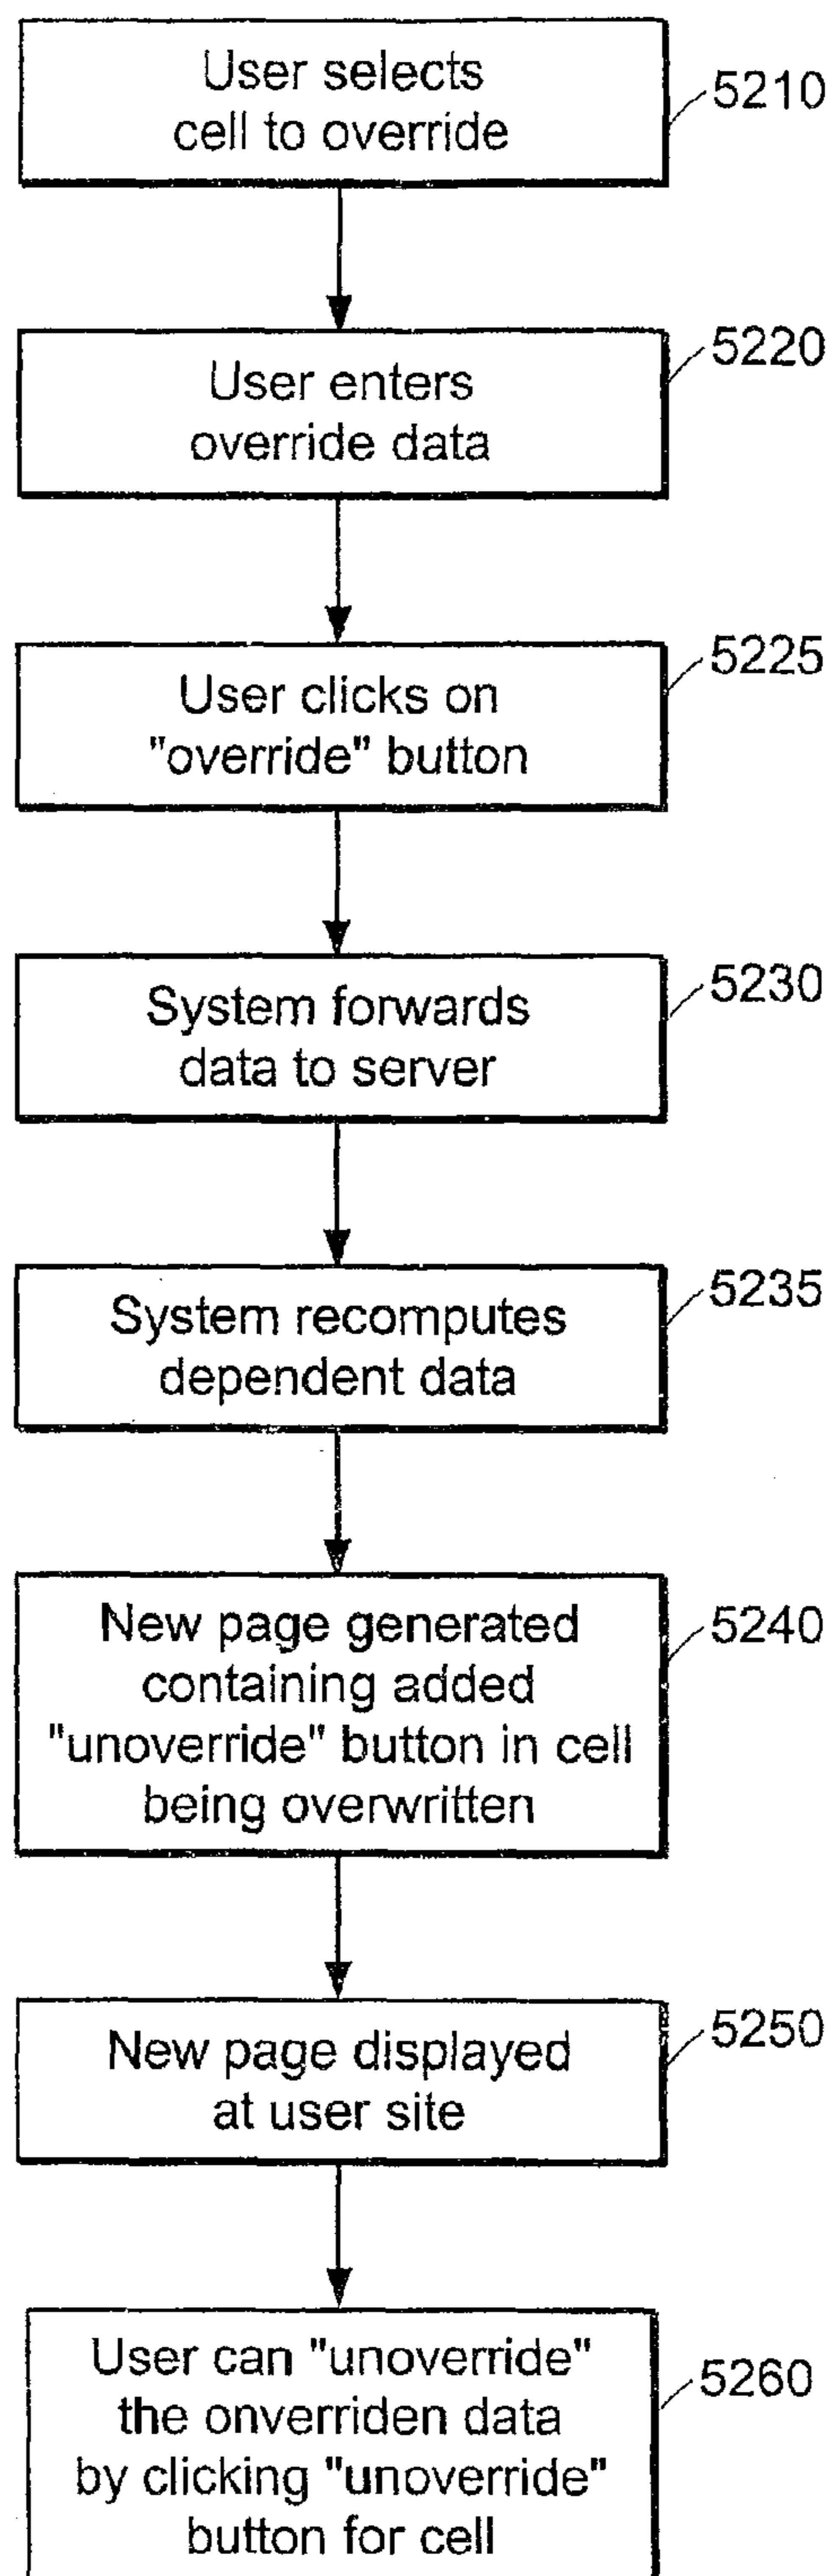 User selects
cell to override
5210
User enters
override data
5220
User clicks on
"override" button
5225
System forwards
data to server
5230
System recomputes
dependent data
5235
New page generated
containing added
"unoverride" button in cell
being overwritten
5240
New page displayed
at user site
5250
User can "unoverride"
the onverriden data
by clicking "unoverride"
button for cell
5260